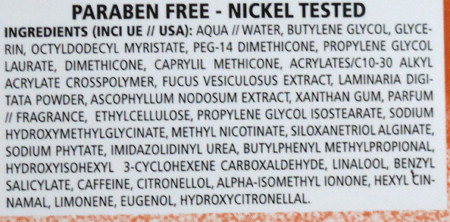 PARABEN FREE - NICKEL TESTED
INGREDIENTS (INCI UE // USA): AQUA // WATER, BUTYLENE GLYCOL, GLYCE-
RIN, OCTYLDODECYL MYRISTATE, PEG-14 DIMETHICONE, PROPYLENE GLYCOL
LAURATE, DIMETHICONE, CAPRYLIL METHICONE, ACRYLATES/C10-30 ALKYL
ACRYLATE CROSSPOLYMER, FUCUS VESICULOSUS EXTRACT, LAMINARIA DIGI-
TATA POWDER, ASCOPHYLLUM NODOSUM EXTRACT, XANTHAN GUM, PARFUM
// FRAGRANCE, ETHYLCELLULOSE, PROPYLENE GLYCOL ISOSTEARATE, SODIUM
HYDROXYMETHYLGLYCINATE, METHYL NICOTINATE, SILOXANETRIOL ALGINATE,
SODIUM PHYTATE, IMIDAZOLIDINYL UREA, BUTYLPHENYL METHYLPROPIONAL,
HYDROXYISOHEXYL 3-CYCLOHEXENE CARBOXALDEHYDE, LINALOOL, BENZYL
SALICYLATE, CAFFEINE, CITRONELLOL, ALPHA-ISOMETHYL IONONE, HEXYL CIN-
NAMAL, LIMONENE, EUGENOL, HYDROXYCITRONELLAL.